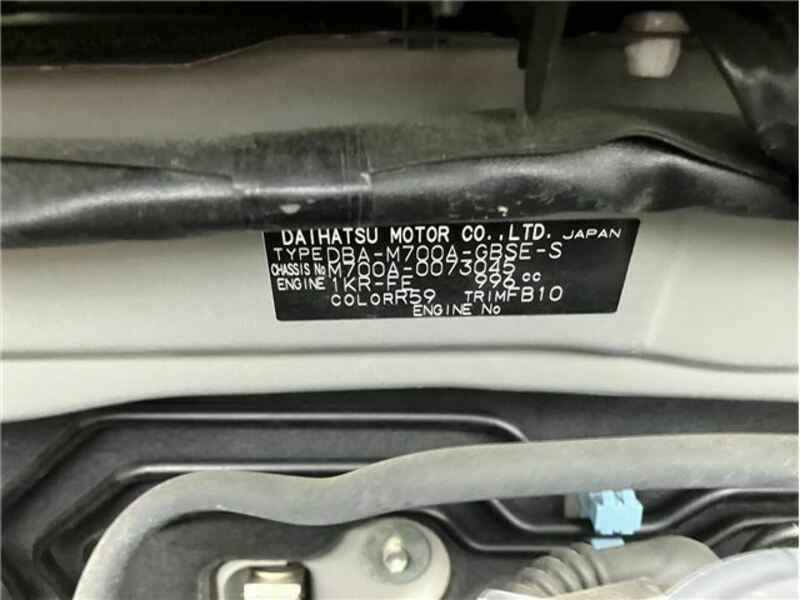 DAIHATSU MOTOR CO.,LTD. JAPAN
TYPE DBA-M700A-GBSE-S
CHASSIS No M700A-0073045
ENGINE 1KR-FE 996 cc
COLOR R59 TRIM FB10
ENGINE No